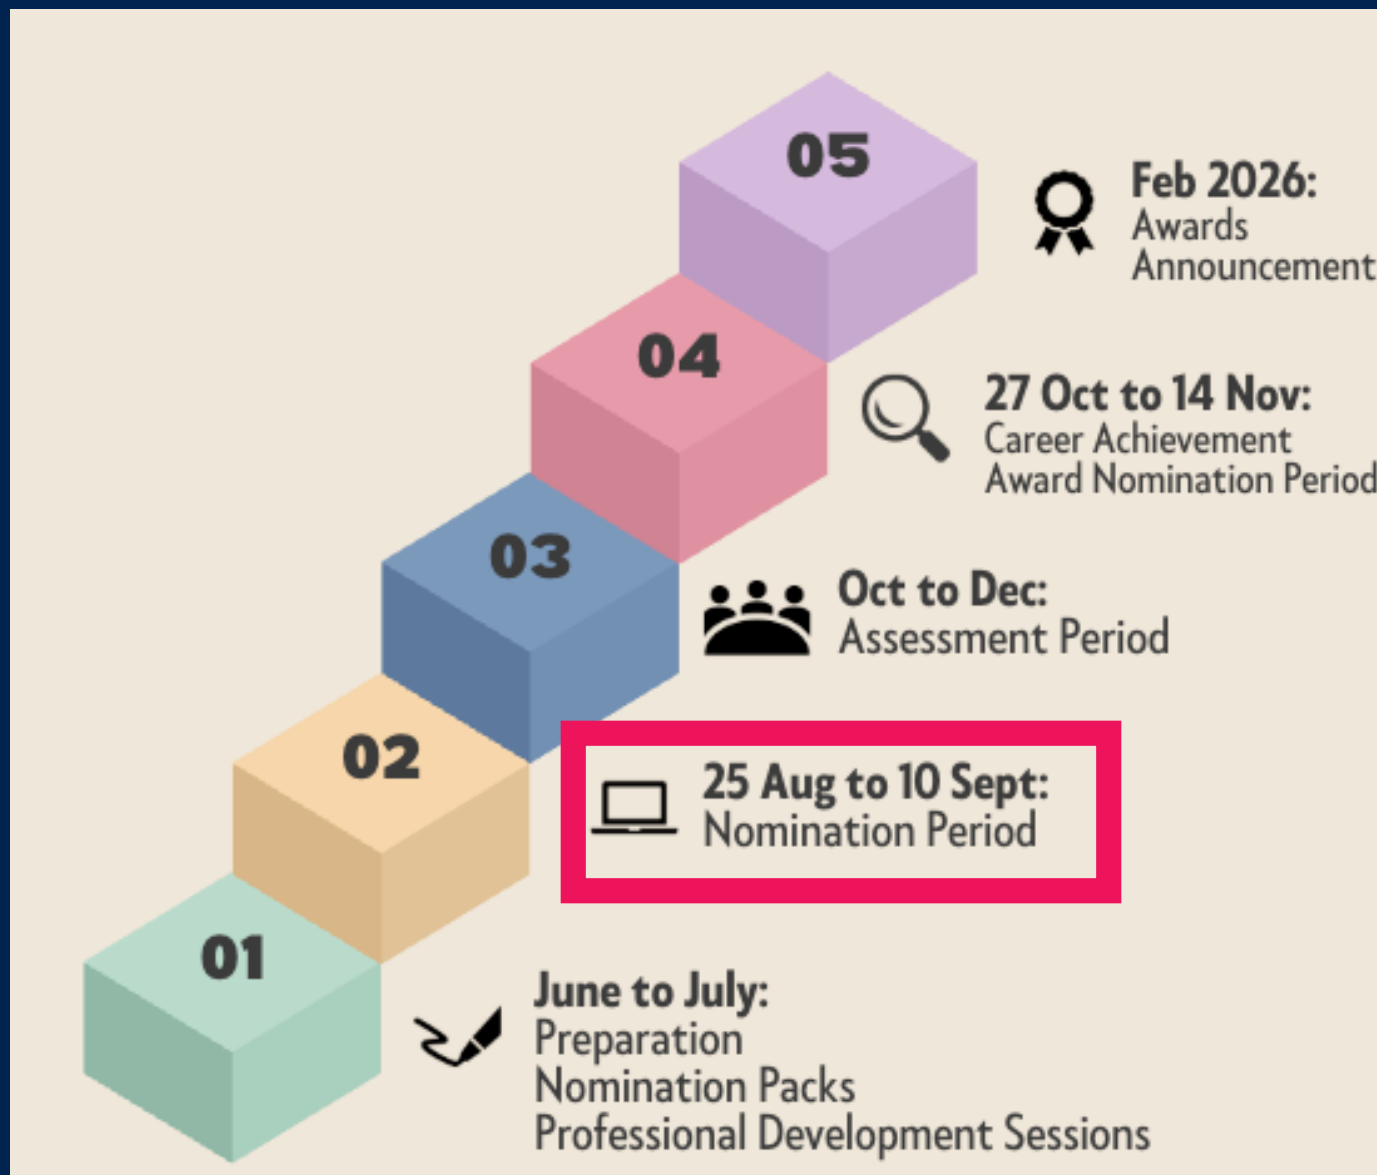 05
Feb 2026:
Awards
Announcement
04
27 Oct to 14 Nov:
Career Achievement
Award Nomination Period
03
Oct to Dec:
Assessment Period
02
25 Aug to 10 Sept:
Nomination Period
01
June to July:
Preparation
Nomination Packs
Professional Development Sessions